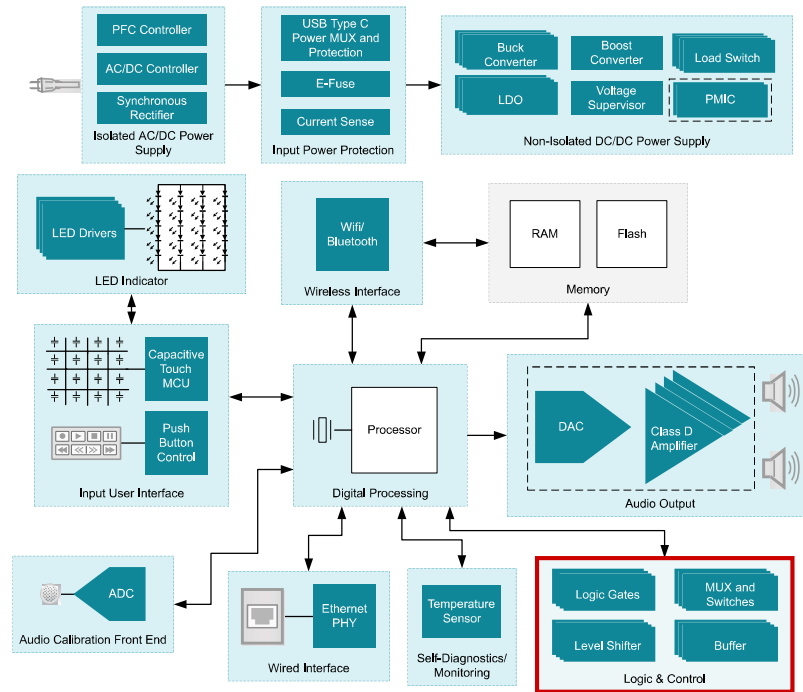 PFC Controller
AC/DC Controller
Synchronous
Rectifier
Isolated AC/DC Power
Supply
USB Type C
Power MUX and
Protection
E-Fuse
Current Sense
Input Power Protection
Buck
Converter
Boost
Converter
Load Switch
LDO
Voltage
Supervisor
PMIC
Non-Isolated DC/DC Power Supply
LED Drivers
LED Indicator
Wifi/
Bluetooth
Wireless Interface
RAM
Flash
Memory
Capacitive
Touch
MCU
Push
Button
Control
Input User Interface
Processor
Digital Processing
DAC
Class D
Amplifier
Audio Output
ADC
Audio Calibration Front End
Ethernet
PHY
Wired Interface
Temperature
Sensor
Self-Diagnostics/
Monitoring
Logic Gates
MUX and
Switches
Level Shifter
Buffer
Logic & Control